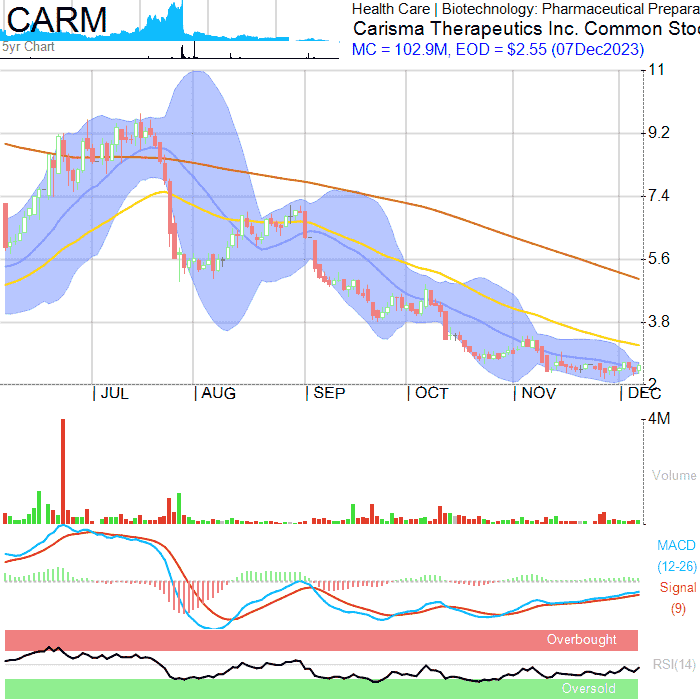 CARM
5yr Chart
Health Care | Biotechnology: Pharmaceutical Prepara
Carisma Therapeutics Inc. Common Stoc
MC = 102.9M, EOD = $2.55 (07Dec2023)
11
9.2
7.4
5.6
3.8
2
| JUL | AUG | SEP | OCT | NOV | DEC
4M
Volume
MACD
(12-26)
Signal
(9)
Overbought
RSI(14)
Oversold